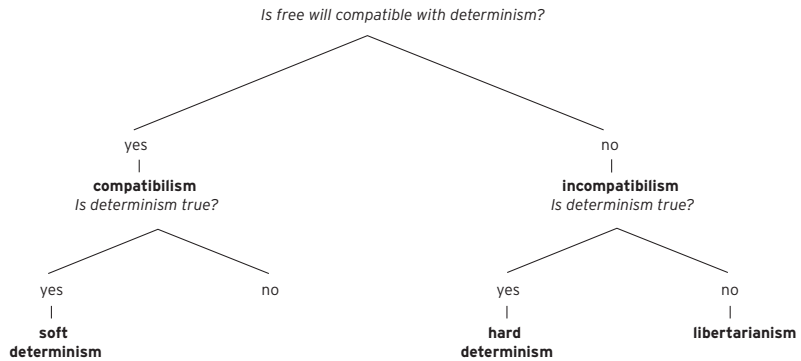 Is free will compatible with determinism?
yes
no
compatibilism
incompatibilism
Is determinism true?
Is determinism true?
yes
no
yes
no
soft
determinism
hard
determinism
libertarianism